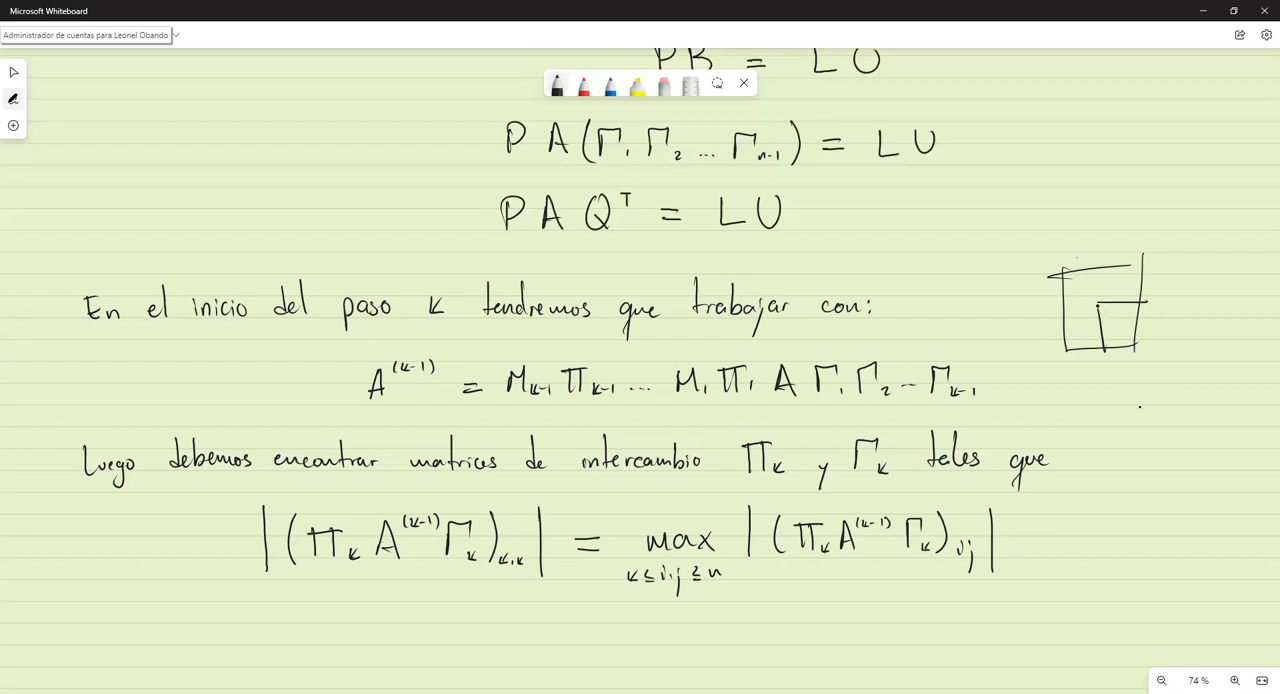 Microsoft Whiteboard
Administrador de cuentas para Leonel Obando
PB = LU
PA(Γ₁ Γ₂ ... Γₙ₋₁) = LU
PAQᵀ = LU
En el inicio del paso k tendremos que trabajar con:
A⁽ᵏ⁻¹⁾ = Mₖ₋₁ Πₖ₋₁ ... M₁ Π₁ A Γ₁ Γ₂ ... Γₖ₋₁
Luego debemos encontrar matrices de intercambio Πₖ y Γₖ tales que
|(Πₖ A⁽ᵏ⁻¹⁾ Γₖ)ₖ,ₖ| = max |(Πₖ A⁽ᵏ⁻¹⁾ Γₖ)ᵢⱼ|
k ≤ i,j ≤ n
74 %